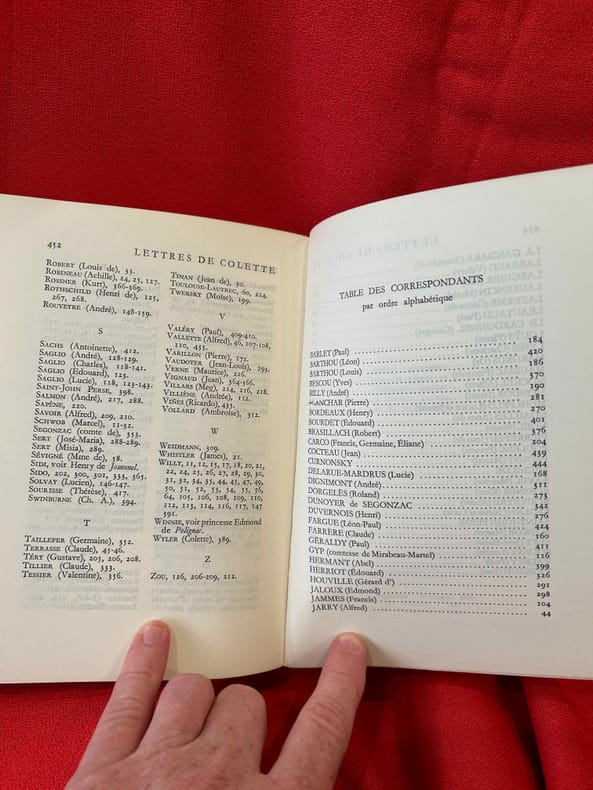 452
LETTRES DE COLETTE
ROBERT (Louis de), 33.
ROBINEAU (Achille), 24, 25, 127.
ROSSNER (Kurt), 366-369.
ROTHSCHILD (Henri de), 125,
267, 268.
ROUVEYRE (André), 148-159.
S
SACHS (Antoinette), 412.
SAGLIO (André), 128-129.
SAGLIO (Charles), 118-141.
SAGLIO (Édouard), 123.
SAGLIO (Lucie), 118, 123-143.
SAINT-JOHN PERSE, 398.
SALMON (André), 217, 288.
SAPÈNE, 220.
SAVOIR (Alfred), 209, 210.
SCHWOB (Marcel), 11-32.
SEGONZAC (comte de), 353.
SERT (José-Maria), 288-289.
SERT (Misia), 289.
SÉVIGNÉ (Mme de), 58.
SIDI, voir Henry de Jouvenel.
SIDO, 202, 300, 301, 333, 365.
SOLVAY (Lucien), 146-147.
SOURISSE (Thérèse), 417.
SWINBURNE (Ch. A.), 394.
T
TAILLEFER (Germaine), 352.
TERRASSE (Claude), 45-46.
TÉRY (Gustave), 205, 206, 208.
TILLIER (Claude), 333.
TESSIER (Valentine), 336.
TINAN (Jean de), 30.
TOULOUSE-LAUTREC, 60, 214.
TWERSKY (Moïse), 199.
V
VALÉRY (Paul), 409-410.
VALLETTE (Alfred), 46, 107-108,
110, 435.
VARILLON (Pierre), 171.
VAUDOYER (Jean-Louis), 293.
VERNE (Maurice), 216.
VIGNAUD (Jean), 364-366.
VILLARS (Meg), 214, 216, 218.
VILLIÈNE (Andrée), 112.
VIÑES (Ricardo), 435.
VOLLARD (Ambroise), 312.
W
WEIDMANN, 309.
WHISTLER (James), 21.
WILLY, 11, 12, 15, 17, 18, 20, 21,
22, 24, 25, 26, 27, 28, 29, 30,
31, 32, 34, 35, 44, 45, 47, 49,
50, 51, 52, 53, 54, 55, 56,
64, 105, 106, 108, 109, 110,
112, 113, 114, 116, 117, 147
391.
WINNIE, voir princesse Edmond
de Polignac.
WYLER (Colette), 389.
Z
ZOU, 126, 206-209, 212.
TABLE DES CORRESPONDANTS
par ordre alphabétique
BARLET (Paul) 184
BARTHOU (Léon) 420
BARTHOU (Louis) 186
BESCOU (Yves) 370
BILLY (André) 190
BLANCHAR (Pierre) 281
BORDEAUX (Henry) 270
BOURDET (Édouard) 401
BRASILLACH (Robert) 376
CARCO (Francis, Germaine, Éliane) 204
COCTEAU (Jean) 439
CURNONSKY 444
DELARUE-MARDRUS (Lucie) 168
DIGNIMONT (André) 311
DORGELÈS (Roland) 273
DUNOYER de SEGONZAC 342
DUVERNOIS (Henri) 276
FARGUE (Léon-Paul) 424
FARRÈRE (Claude) 160
GÉRALDY (Paul) 411
GYP (comtesse de Mirabeau-Martel) 116
HERMANT (Abel) 399
HERRIOT (Édouard) 326
HOUVILLE (Gérard d') 291
JALOUX (Edmond) 298
JAMMES (Francis) 104
JARRY (Alfred) 44